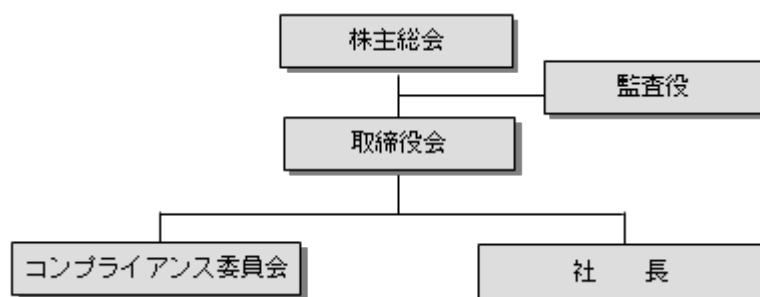 株主総会
監査役
取締役会
コンプライアンス委員会
社　　長